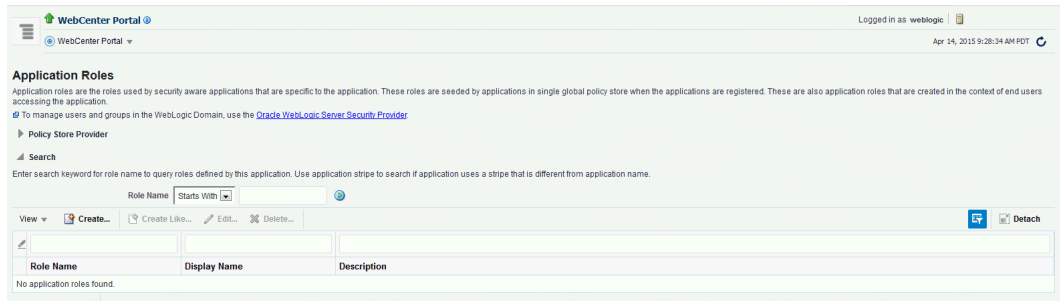 WebCenter Portal
Logged in as weblogic
WebCenter Portal
Apr 14, 2015 9:28:34 AM PDT
Application Roles
Application roles are the roles used by security aware applications that are specific to the application. These roles are seeded by applications in single global policy store when the applications are registered. These are also application roles that are created in the context of end users
accessing the application.
To manage users and groups in the WebLogic Domain, use the Oracle WebLogic Server Security Provider.
Policy Store Provider
Search
Enter search keyword for role name to query roles defined by this application. Use application stripe to search if application uses a stripe that is different from application name.
Role Name Starts With
View Create... Create Like... Edit... Delete... Detach
Role Name Display Name Description
No application roles found.